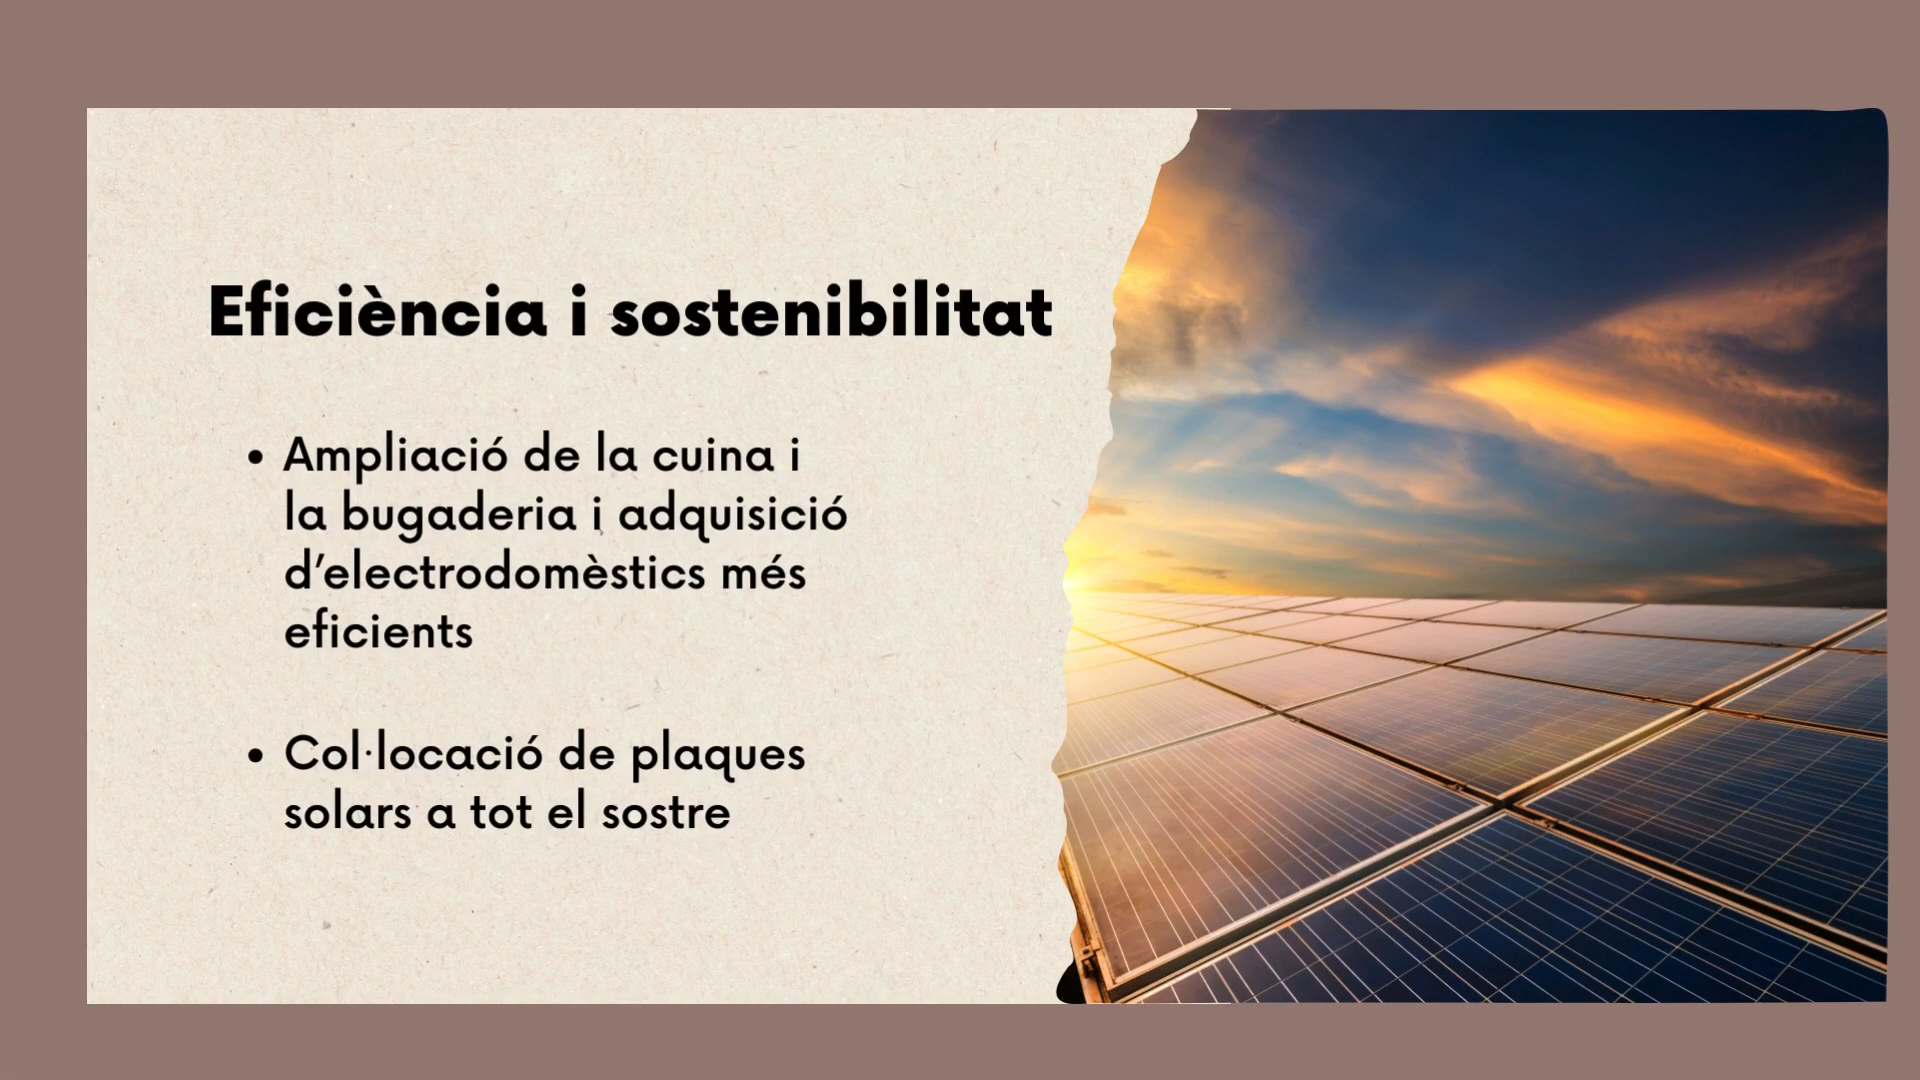 Eficiència i sostenibilitat
• Ampliació de la cuina i
la bugaderia i adquisició
d’electrodomèstics més
eficients
• Col·locació de plaques
solars a tot el sostre